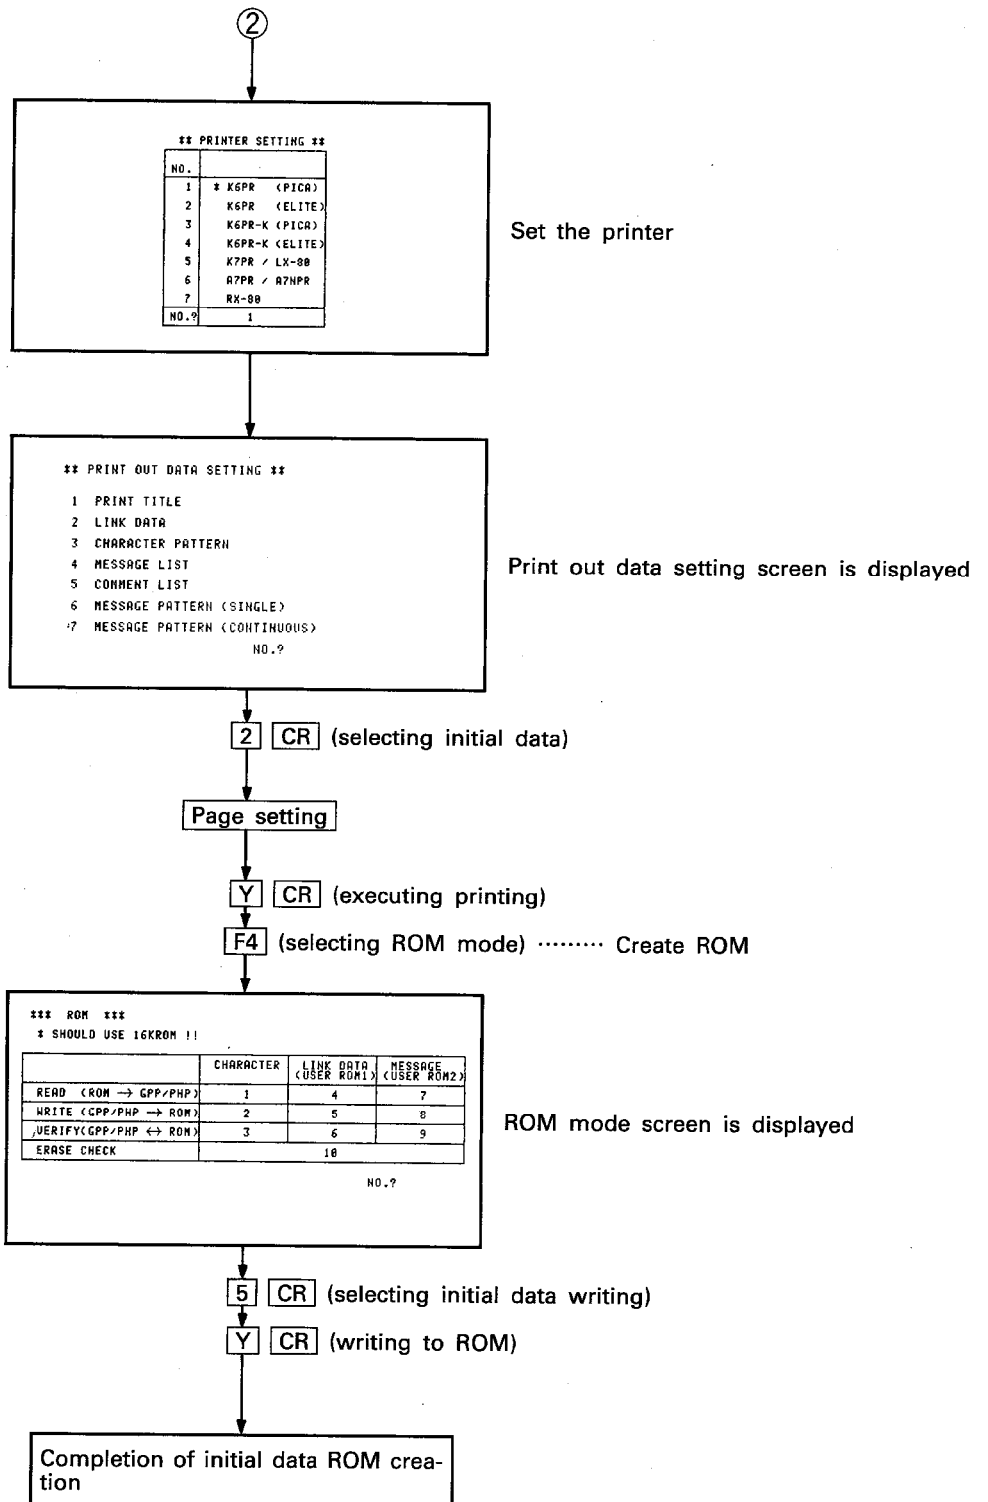 2
** PRINTER SETTING **
NO.
1 * K6PR (PICA)
2 K6PR (ELITE)
3 K6PR-K (PICA)
4 K6PR-K (ELITE)
5 K7PR / LX-80
6 A7PR / A7NPR
7 RX-80
NO.? 1
Set the printer
** PRINT OUT DATA SETTING **
1 PRINT TITLE
2 LINK DATA
3 CHARACTER PATTERN
4 MESSAGE LIST
5 COMMENT LIST
6 MESSAGE PATTERN (SINGLE)
7 MESSAGE PATTERN (CONTINUOUS)
NO.?
Print out data setting screen is displayed
2 CR (selecting initial data)
Page setting
Y CR (executing printing)
F4 (selecting ROM mode) ········· Create ROM
*** ROM ***
* SHOULD USE 16KROM !!
CHARACTER LINK DATA (USER ROM1) MESSAGE (USER ROM2)
READ (ROM → GPP/PHP) 1 4 7
WRITE (GPP/PHP → ROM) 2 5 8
VERIFY(GPP/PHP ↔ ROM) 3 6 9
ERASE CHECK 10
NO.?
ROM mode screen is displayed
5 CR (selecting initial data writing)
Y CR (writing to ROM)
Completion of initial data ROM crea-
tion